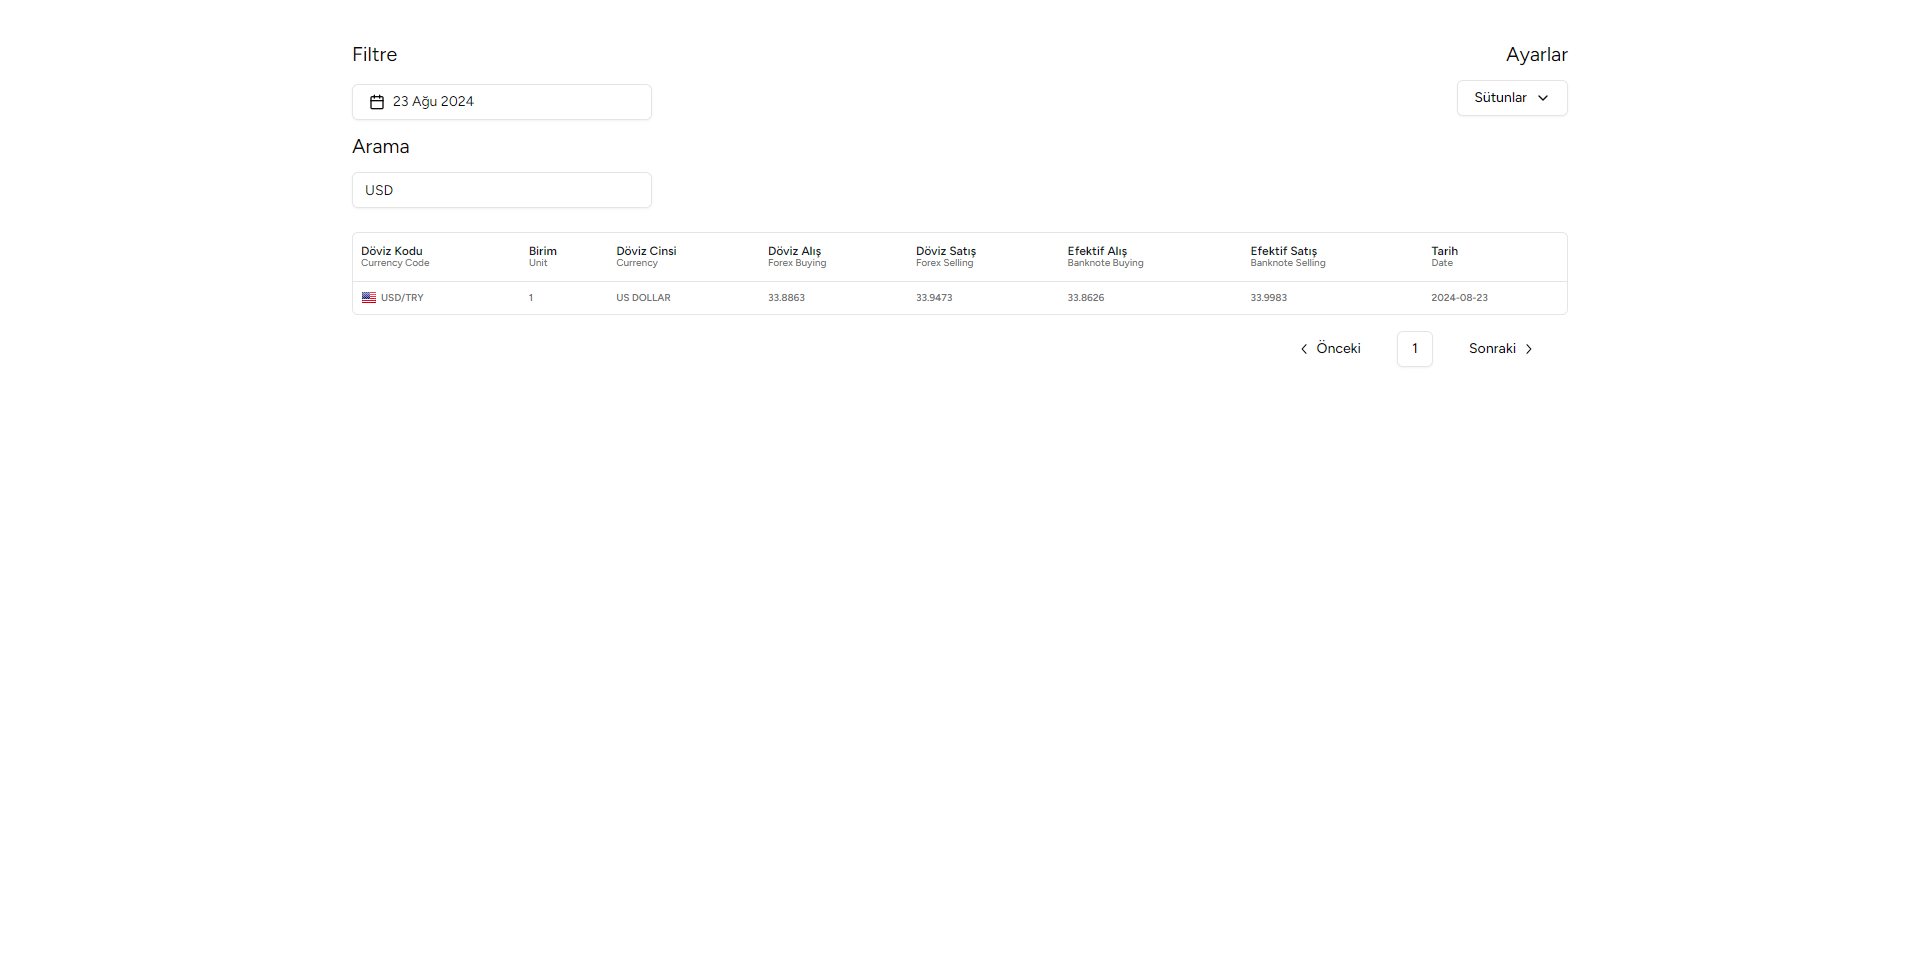 Filtre
Ayarlar
23 Ağu 2024
Sütunlar
Arama
USD
Döviz Kodu Birim Döviz Cinsi Döviz Alış Döviz Satış Efektif Alış Efektif Satış Tarih
Currency Code Unit Currency Forex Buying Forex Selling Banknote Buying Banknote Selling Date
USD/TRY 1 US DOLLAR 33.8863 33.9473 33.8626 33.9983 2024-08-23
Önceki 1 Sonraki